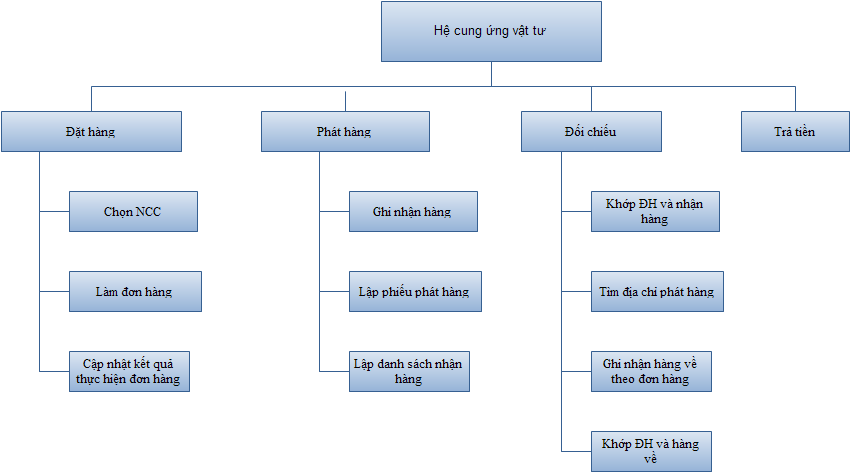 Hệ cung ứng vật tư
Đặt hàng
Phát hàng
Đối chiếu
Trả tiền
Chọn NCC
Ghi nhận hàng
Khớp ĐH và nhận
hàng
Làm đơn hàng
Lập phiếu phát hàng
Tìm địa chỉ phát hàng
Cập nhật kết quả
thực hiện đơn hàng
Lập danh sách nhận
hàng
Ghi nhận hàng về
theo đơn hàng
Khớp ĐH và hàng
về